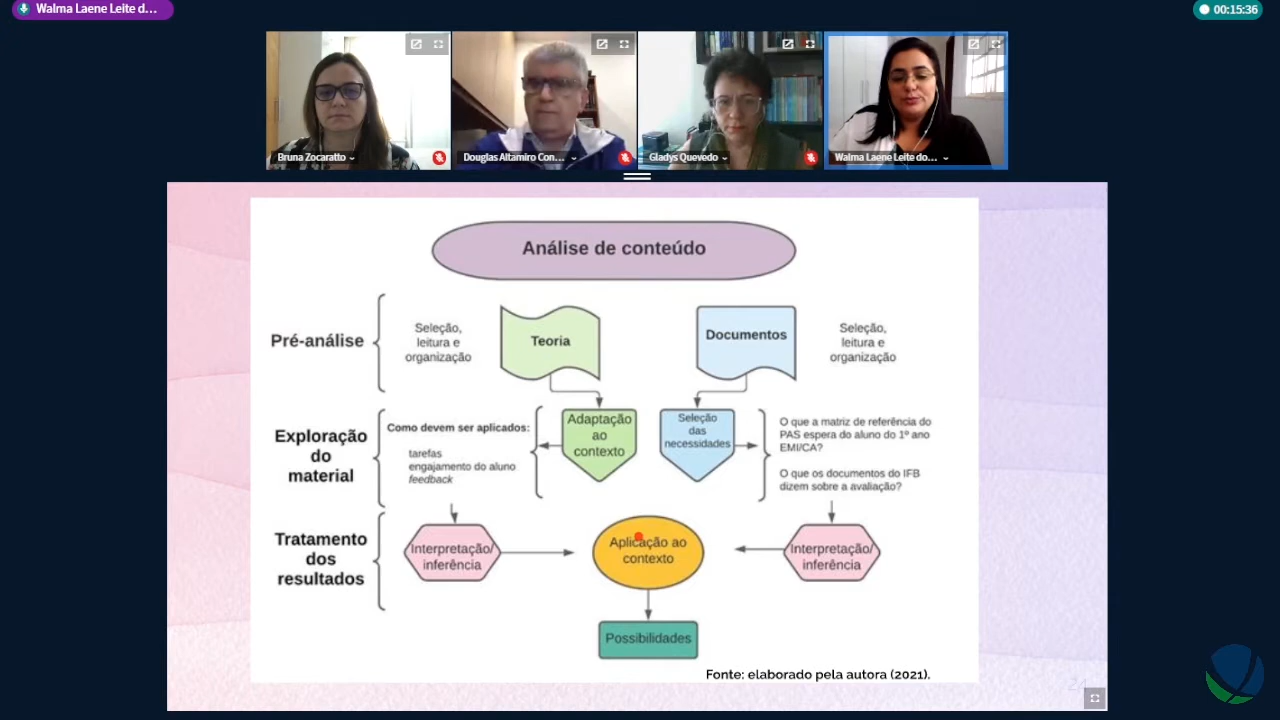 Walma Laene Leite d...
00:15:36
Bruna Zocaratto
Douglas Altamiro Con...
Gladys Quevedo
Walma Laene Leite do...
Análise de conteúdo
Pré-análise
Seleção,
leitura e
organização
Teoria
Documentos
Seleção,
leitura e
organização
Exploração
do
material
Como devem ser aplicados:
tarefas
engajamento do aluno
feedback
Adaptação
ao
contexto
Seleção
das
necessidades
O que a matriz de referência do
PAS espera do aluno do 1º ano
EMI/CA?
O que os documentos do IFB
dizem sobre a avaliação?
Tratamento
dos
resultados
Interpretação/
inferência
Aplicação ao
contexto
Interpretação/
inferência
Possibilidades
Fonte: elaborado pela autora (2021).